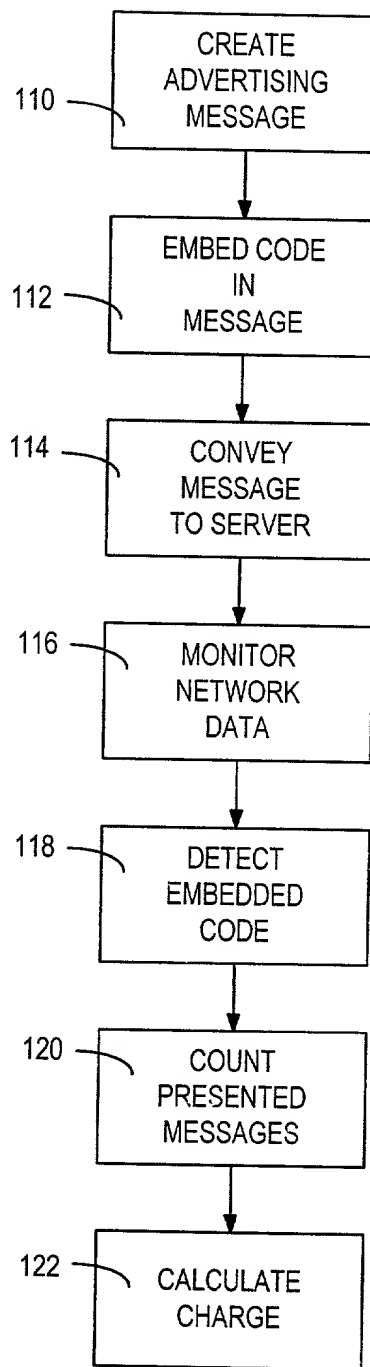 CREATE
ADVERTISING
MESSAGE
110
EMBED CODE
IN
MESSAGE
112
CONVEY
MESSAGE
TO SERVER
114
MONITOR
NETWORK
DATA
116
DETECT
EMBEDDED
CODE
118
COUNT
PRESENTED
MESSAGES
120
CALCULATE
CHARGE
122